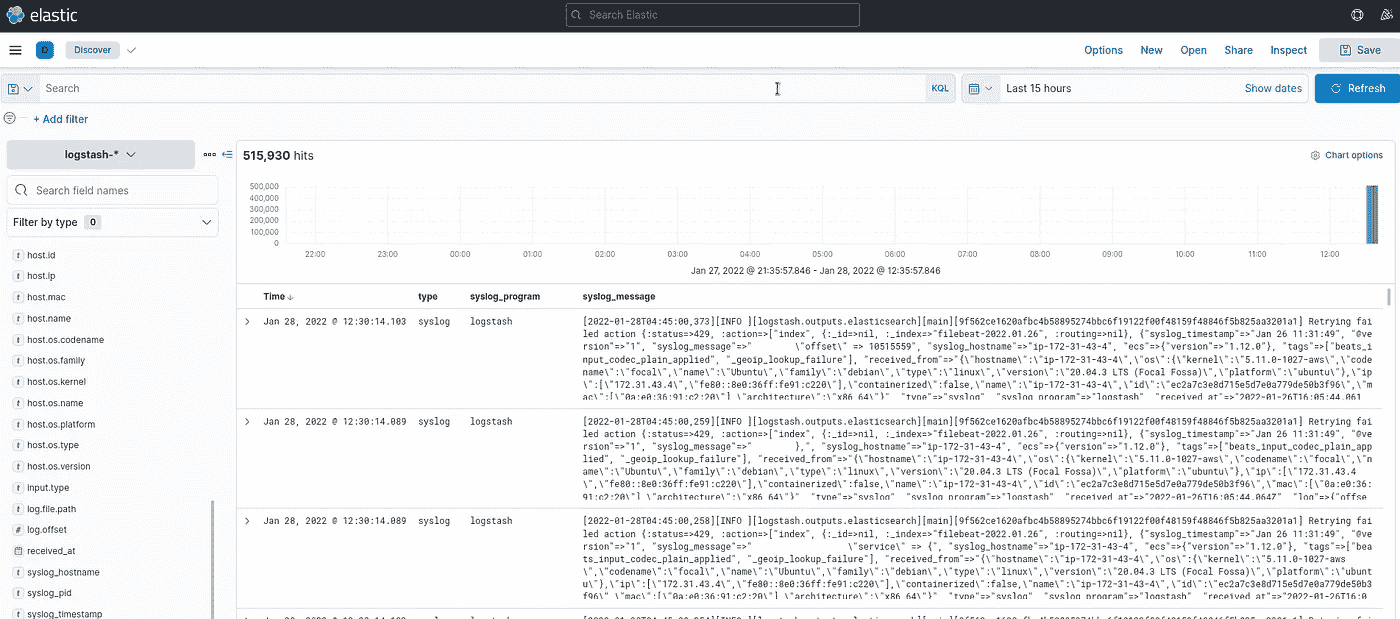 elastic
Search Elastic
D
Discover
Options New Open Share Inspect Save
Search
KQL
Last 15 hours
Show dates
Refresh
+ Add filter
logstash-*
515,930 hits
Chart options
Search field names
Filter by type 0
t host.id
t host.ip
t host.mac
t host.name
t host.os.codename
t host.os.family
t host.os.kernel
t host.os.name
t host.os.platform
t host.os.type
t host.os.version
t input.type
t log.file.path
# log.offset
received_at
t syslog_hostname
t syslog_pid
t syslog_timestamp
500,000
400,000
300,000
200,000
100,000
0
22:00 23:00 00:00 01:00 02:00 03:00 04:00 05:00 06:00 07:00 08:00 09:00 10:00 11:00 12:00
Jan 27, 2022 @ 21:35:57.846 - Jan 28, 2022 @ 12:35:57.846
Time type syslog_program syslog_message
Jan 28, 2022 @ 12:30:14.103 syslog logstash [2022-01-28T04:45:00,373][INFO ][logstash.outputs.elasticsearch][main][9f562ce1620afbc4b58895274bbc6f19122f00f48159f48846f5b825aa3201a1] Retrying fai
led action {:status=>429, :action=>["index", {:_id=>nil, :_index=>"filebeat-2022.01.26", :routing=>nil}, {"syslog_timestamp"=>"Jan 26 11:31:49", "@ve
rsion"=>"1", "syslog_message"=>" \"offset\" => 10515559", "syslog_hostname"=>"ip-172-31-43-4", "ecs"=>{"version"=>"1.12.0"}, "tags"=>["beats_i
nput_codec_plain_applied", "_geoip_lookup_failure"], "received_from"=>"{\"hostname\":\"ip-172-31-43-4\",\"os\":{\"kernel\":\"5.11.0-1027-aws\",\"code
name\":\"focal\",\"name\":\"Ubuntu\",\"family\":\"debian\",\"type\":\"linux\",\"version\":\"20.04.3 LTS (Focal Fossa)\",\"platform\":\"ubuntu\"},\"ip
\":[\"172.31.43.4\",\"fe80::8e0:36ff:fe91:c220\"],\"containerized\":false,\"name\":\"ip-172-31-43-4\",\"id\":\"ec2a7c3e8d715e5d7e0a779de50b3f96\",\"m
ac\":[\"0a:e0:36:91:c2:20\"],\"architecture\":\"x86_64\"}", "type"=>"syslog", "syslog_program"=>"logstash", "received_at"=>"2022-01-26T16:05:44.061
Jan 28, 2022 @ 12:30:14.089 syslog logstash [2022-01-28T04:45:00,259][INFO ][logstash.outputs.elasticsearch][main][9f562ce1620afbc4b58895274bbc6f19122f00f48159f48846f5b825aa3201a1] Retrying fai
led action {:status=>429, :action=>["index", {:_id=>nil, :_index=>"filebeat-2022.01.26", :routing=>nil}, {"syslog_timestamp"=>"Jan 26 11:31:49", "@ve
rsion"=>"1", "syslog_message"=>" },", "syslog_hostname"=>"ip-172-31-43-4", "ecs"=>{"version"=>"1.12.0"}, "tags"=>["beats_input_codec_plain_app
lied", "_geoip_lookup_failure"], "received_from"=>"{\"hostname\":\"ip-172-31-43-4\",\"os\":{\"kernel\":\"5.11.0-1027-aws\",\"codename\":\"focal\",\"n
ame\":\"Ubuntu\",\"family\":\"debian\",\"type\":\"linux\",\"version\":\"20.04.3 LTS (Focal Fossa)\",\"platform\":\"ubuntu\"},\"ip\":[\"172.31.43.4
\",\"fe80::8e0:36ff:fe91:c220\"],\"containerized\":false,\"name\":\"ip-172-31-43-4\",\"id\":\"ec2a7c3e8d715e5d7e0a779de50b3f96\",\"mac\":[\"0a:e0:36:
91:c2:20\"],\"architecture\":\"x86_64\"}", "type"=>"syslog", "syslog_program"=>"logstash", "received_at"=>"2022-01-26T16:05:44.064Z", "log"=>{"offse
Jan 28, 2022 @ 12:30:14.089 syslog logstash [2022-01-28T04:45:00,258][INFO ][logstash.outputs.elasticsearch][main][9f562ce1620afbc4b58895274bbc6f19122f00f48159f48846f5b825aa3201a1] Retrying fai
led action {:status=>429, :action=>["index", {:_id=>nil, :_index=>"filebeat-2022.01.26", :routing=>nil}, {"syslog_timestamp"=>"Jan 26 11:31:49", "@ve
rsion"=>"1", "syslog_message"=>" \"service\" => {", "syslog_hostname"=>"ip-172-31-43-4", "ecs"=>{"version"=>"1.12.0"}, "tags"=>["bea
ts_input_codec_plain_applied", "_geoip_lookup_failure"], "received_from"=>"{\"hostname\":\"ip-172-31-43-4\",\"os\":{\"kernel\":\"5.11.0-1027-aws
\",\"codename\":\"focal\",\"name\":\"Ubuntu\",\"family\":\"debian\",\"type\":\"linux\",\"version\":\"20.04.3 LTS (Focal Fossa)\",\"platform\":\"ubunt
u\"},\"ip\":[\"172.31.43.4\",\"fe80::8e0:36ff:fe91:c220\"],\"containerized\":false,\"name\":\"ip-172-31-43-4\",\"id\":\"ec2a7c3e8d715e5d7e0a779de50b3
f96\",\"mac\":[\"0a:e0:36:91:c2:20\"],\"architecture\":\"x86_64\"}", "type"=>"syslog", "syslog_program"=>"logstash", "received_at"=>"2022-01-26T16:0